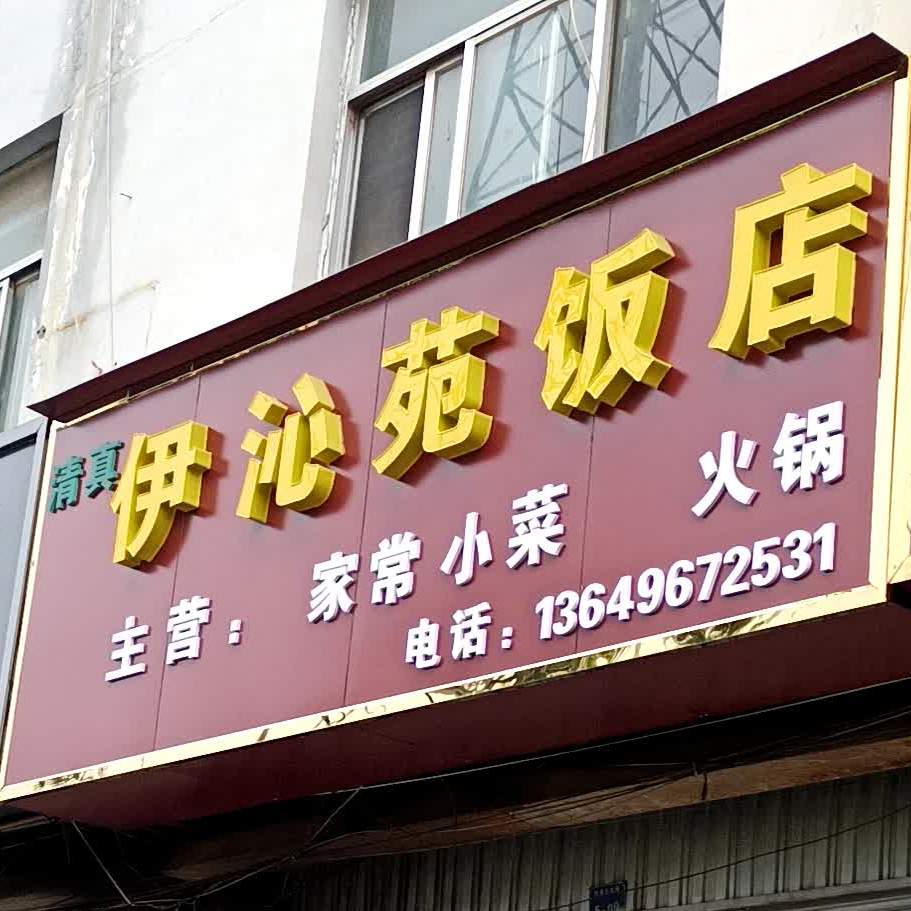 清真 伊沁苑饭店
主营： 家常小菜 火锅
电话：13649672531